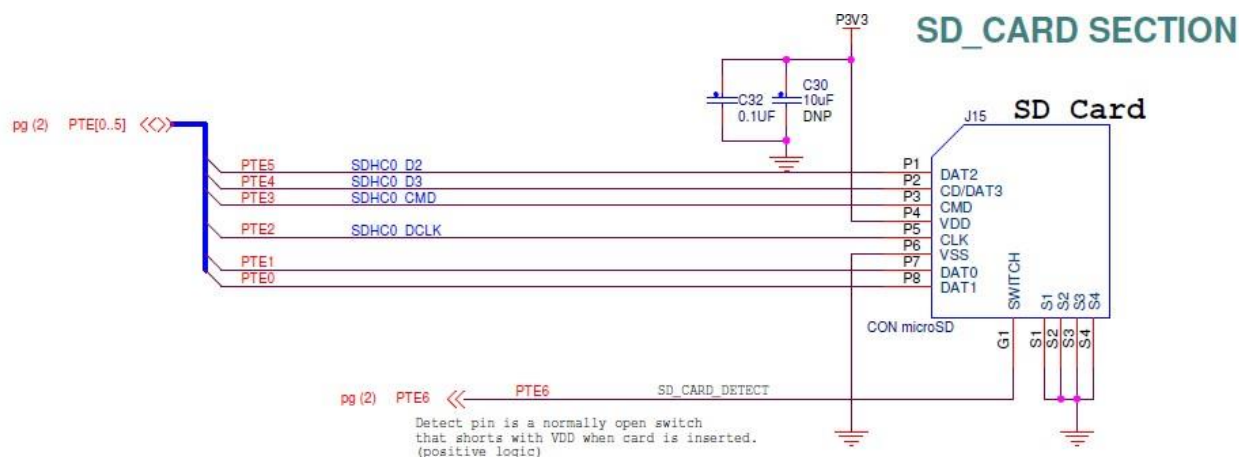 P3V3
SD_CARD SECTION
C32
0.1UF
C30
10uF
DNP
J15
SD Card
pg (2) PTE[0..5]
PTE5 SDHC0_D2 P1 DAT2
PTE4 SDHC0_D3 P2 CD/DAT3
PTE3 SDHC0_CMD P3 CMD
P4 VDD
PTE2 SDHC0_DCLK P5 CLK
P6 VSS
PTE1 P7 DAT0
PTE0 P8 DAT1
SWITCH S1 S2 S3 S4
CON microSD
G1 S1 S2 S3 S4
pg (2) PTE6 PTE6 SD_CARD_DETECT
Detect pin is a normally open switch
that shorts with VDD when card is inserted.
(positive logic)